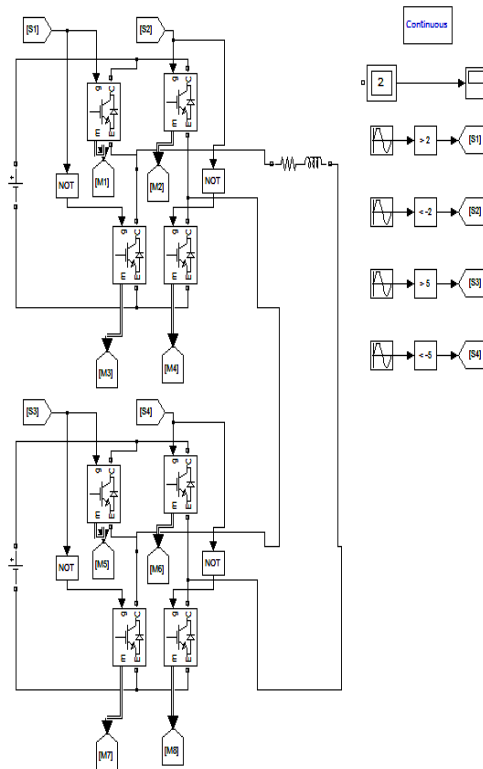 [S1]
[S2]
Continuous
g C
m E
g C
m E
2
> 2
[S1]
[M1]
[M2]
NOT
NOT
< -2
[S2]
g C
m E
g C
m E
> 5
[S3]
[M3]
[M4]
< -5
[S4]
[S3]
[S4]
g C
m E
g C
m E
[M5]
[M6]
NOT
NOT
g C
m E
g C
m E
[M7]
[M8]